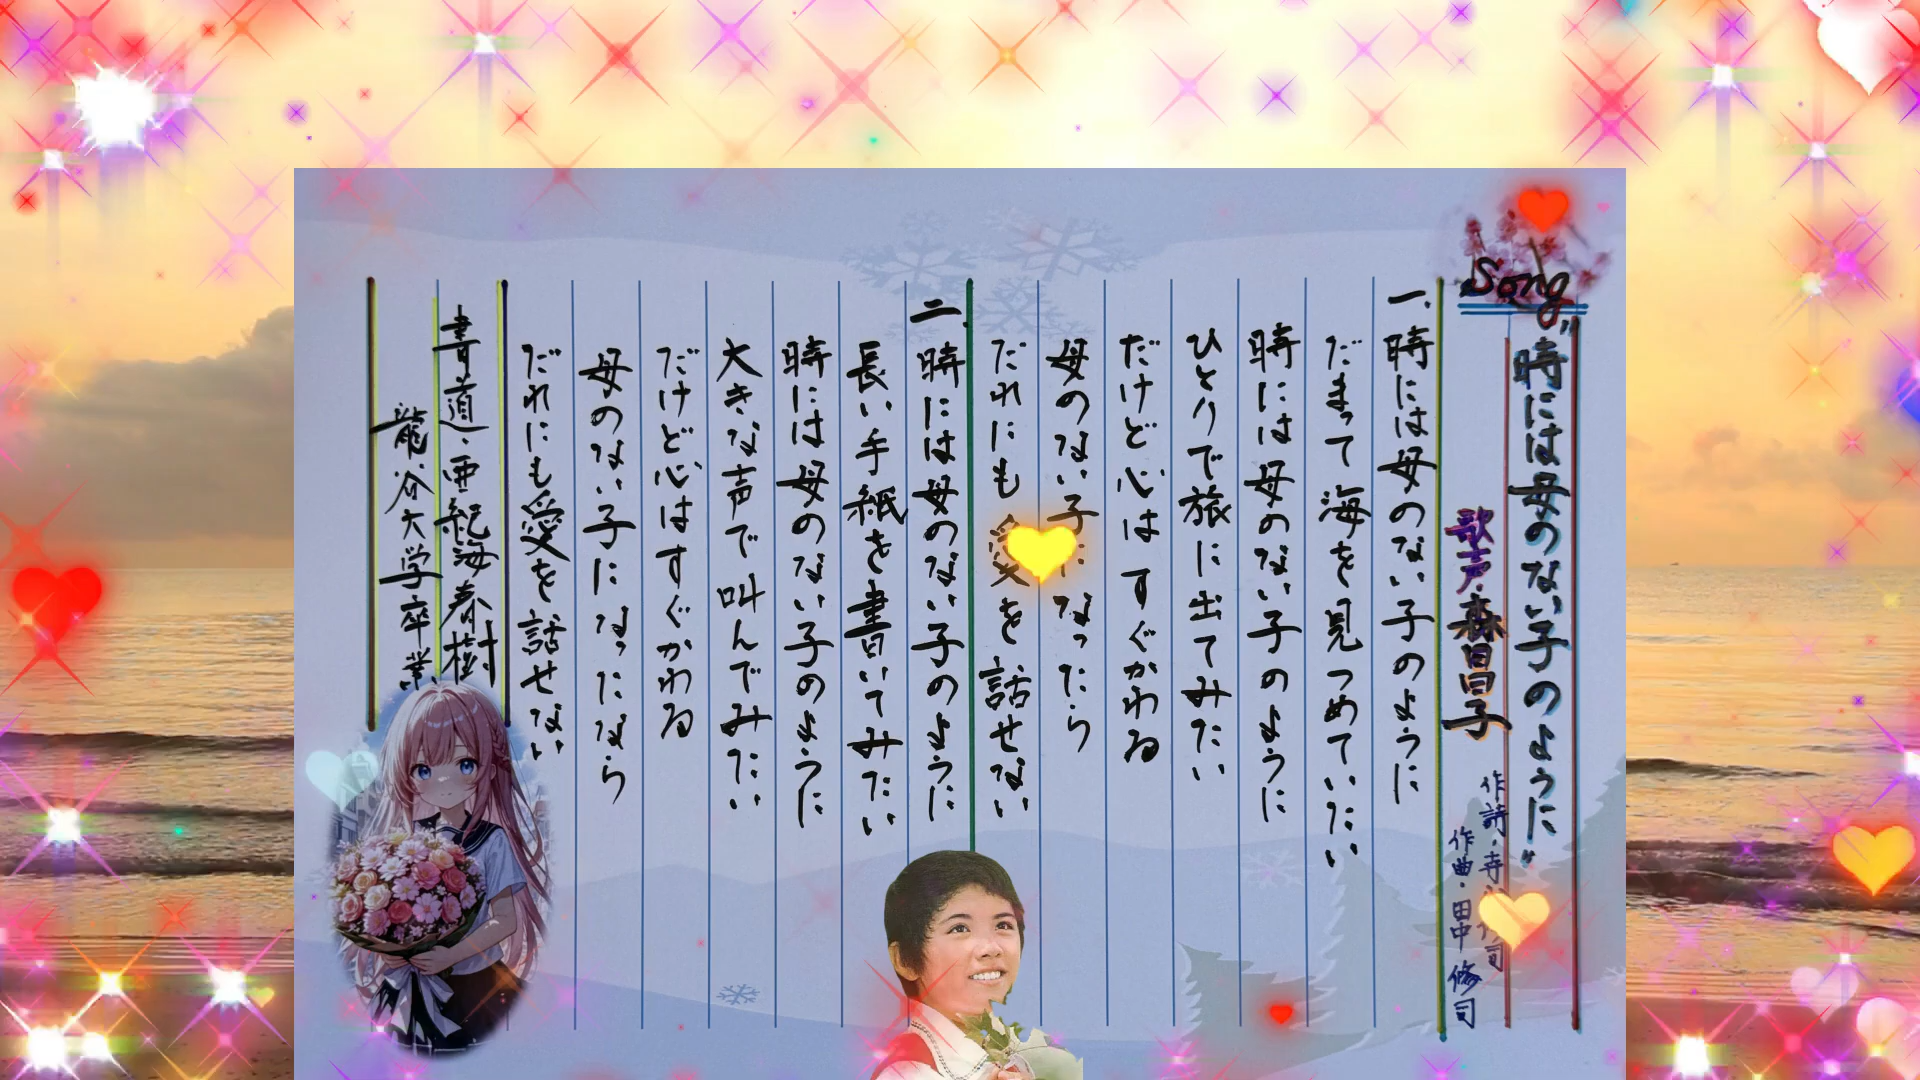 Song
"時には母のない子のように"
作詩・寺
司
歌声・森田日子
作曲・田中 修司
一、時には母のない子のように
だまって海を見つめていたい
時には母のない子のように
ひとりで旅に出てみたい
だけど心はすぐかわる
母のない子になったら
だれにも愛を話せない
二、時には母のない子のように
長い手紙を書いてみたい
時には母のない子のように
大きな声で叫んでみたい
だけど心はすぐかわる
母のない子になったなら
だれにも愛を話せない
書道・亜紀海春樹
龍谷大学卒業